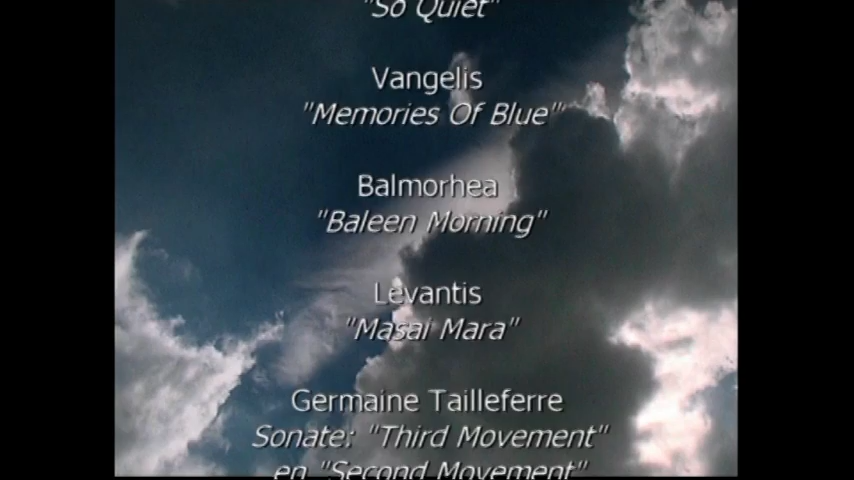 "So Quiet"
Vangelis
"Memories Of Blue"
Balmorhea
"Baleen Morning"
Levantis
"Masai Mara"
Germaine Tailleferre
Sonate: "Third Movement"
en "Second Movement"